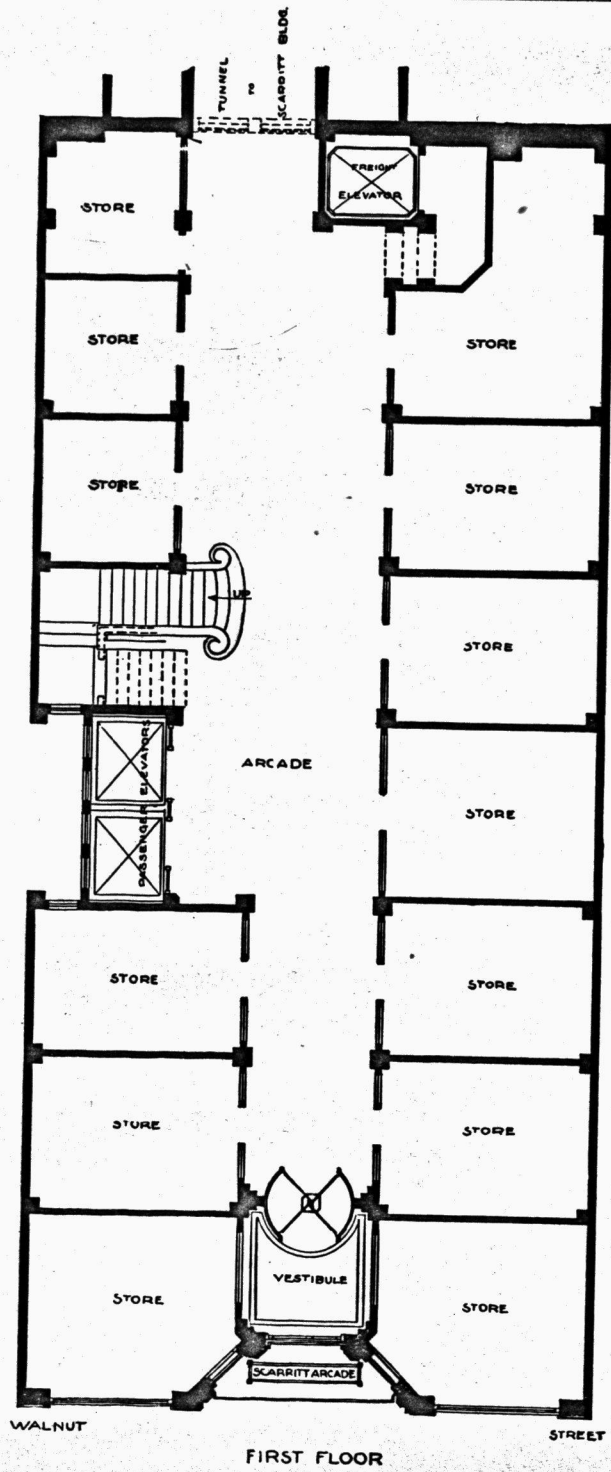 TUNNEL
TO
SCARRITT BLDG.
FREIGHT
ELEVATOR
STORE
STORE
STORE
STORE
STORE
UP
STORE
PASSENGER ELEVATORS
ARCADE
STORE
STORE
STORE
STORE
STORE
VESTIBULE
STORE
STORE
SCARRITT ARCADE
WALNUT
STREET
FIRST FLOOR